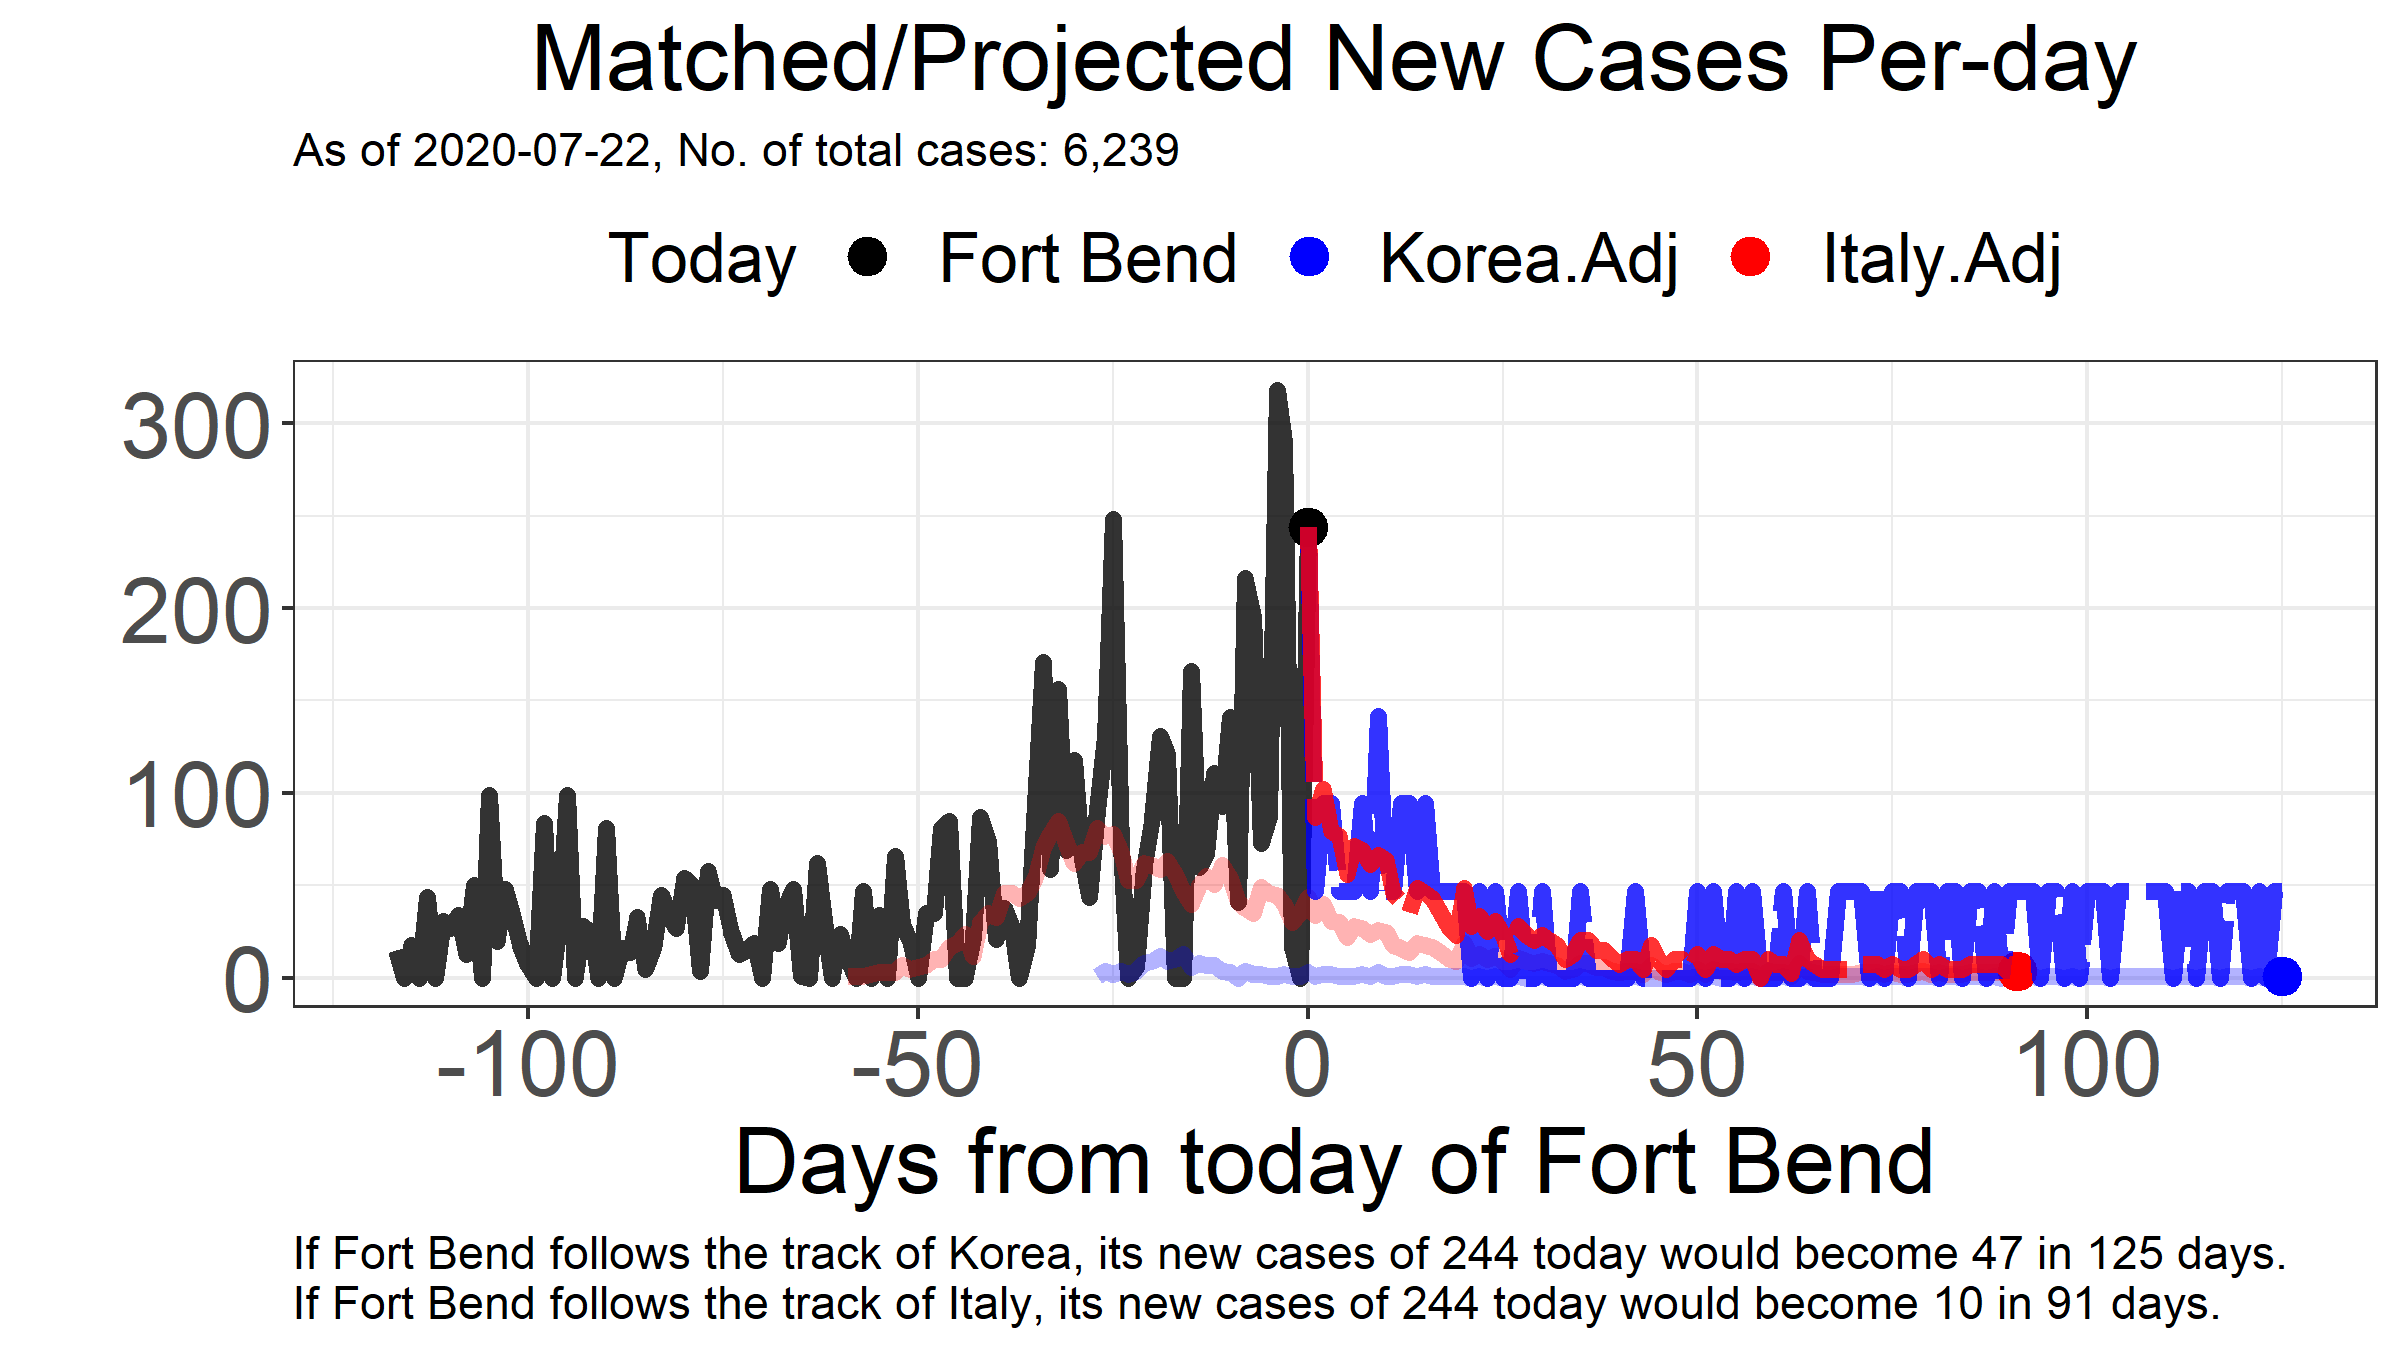 Matched/Projected New Cases Per-day
As of 2020-07-22, No. of total cases: 6,239
Today Fort Bend Korea.Adj Italy.Adj
300
200
100
0
-100 -50 0 50 100
Days from today of Fort Bend
If Fort Bend follows the track of Korea, its new cases of 244 today would become 47 in 125 days.
If Fort Bend follows the track of Italy, its new cases of 244 today would become 10 in 91 days.